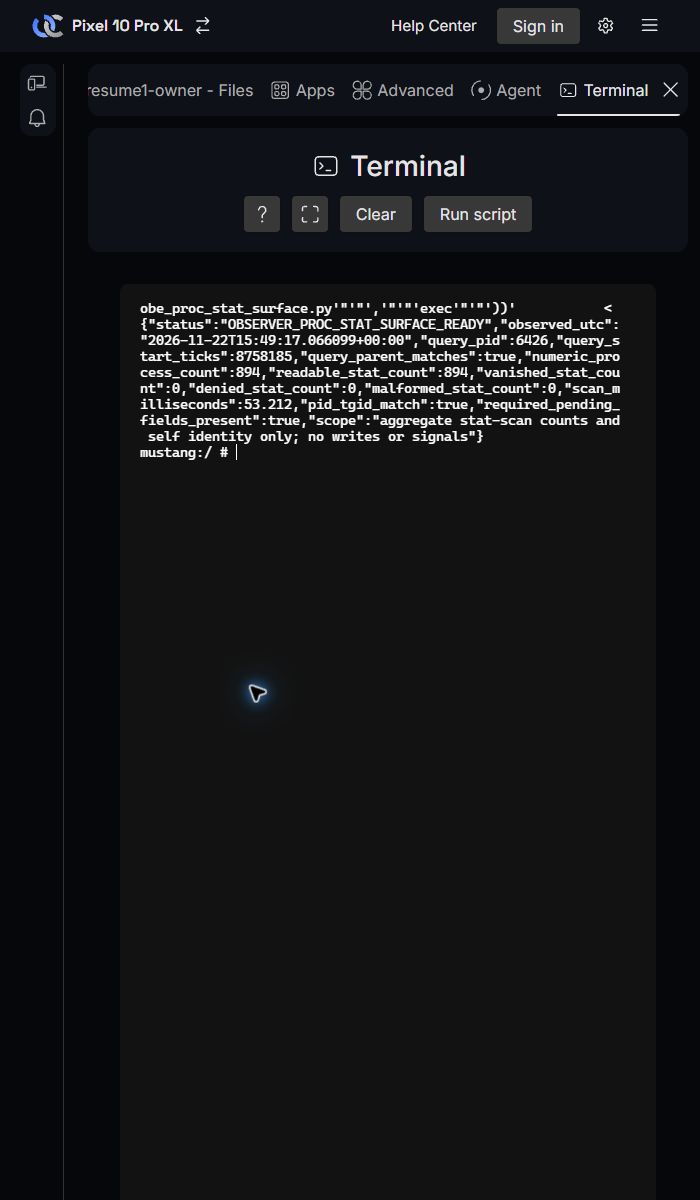 Pixel 10 Pro XL
Help Center
Sign in
resume1-owner - Files
Apps
Advanced
Agent
Terminal
Terminal
?
Clear
Run script
obe_proc_stat_surface.py'"'"','"'"'exec'"'"'))' <
{"status":"OBSERVER_PROC_STAT_SURFACE_READY","observed_utc":
"2026-11-22T15:49:17.066099+00:00","query_pid":6426,"query_s
tart_ticks":8758185,"query_parent_matches":true,"numeric_pro
cess_count":894,"readable_stat_count":894,"vanished_stat_cou
nt":0,"denied_stat_count":0,"malformed_stat_count":0,"scan_m
illiseconds":53.212,"pid_tgid_match":true,"required_pending_
fields_present":true,"scope":"aggregate stat-scan counts and
 self identity only; no writes or signals"}
mustang:/ #